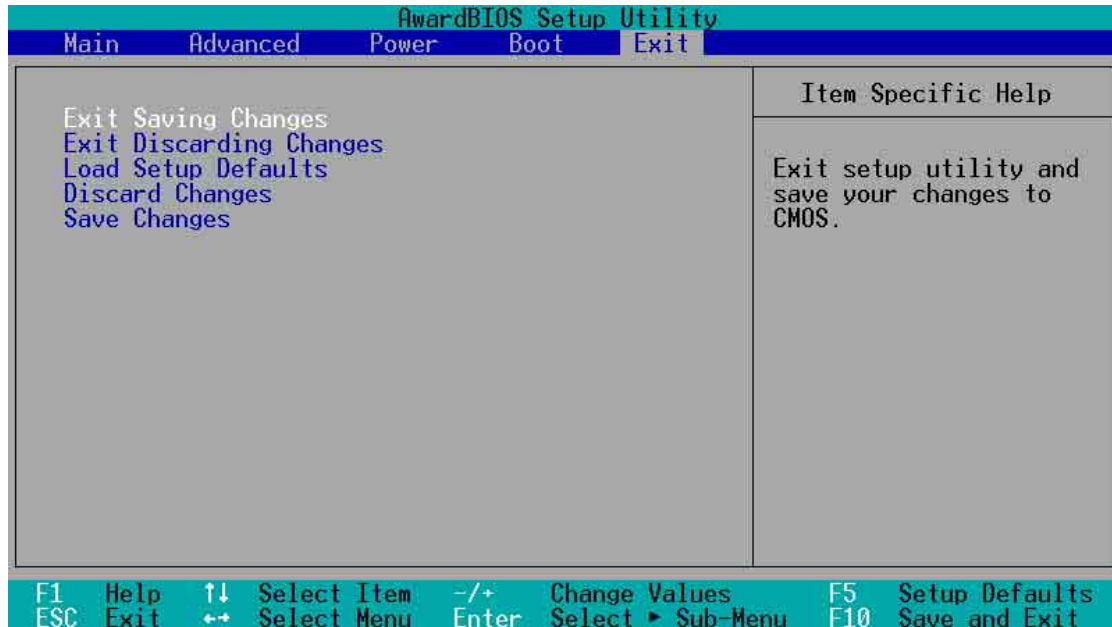 AwardBIOS Setup Utility
Main Advanced Power Boot Exit
Exit Saving Changes
Exit Discarding Changes
Load Setup Defaults
Discard Changes
Save Changes
Item Specific Help
Exit setup utility and
save your changes to
CMOS.
F1 Help ↑↓ Select Item -/+ Change Values F5 Setup Defaults
ESC Exit ←→ Select Menu Enter Select ► Sub-Menu F10 Save and Exit